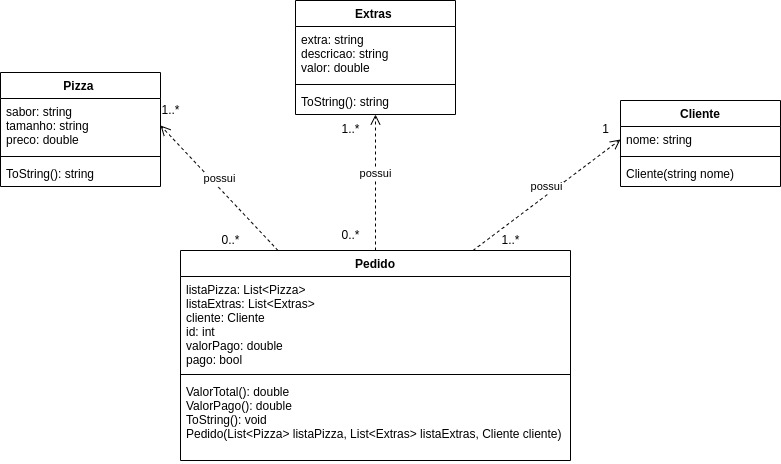 Extras
extra: string
descricao: string
valor: double
ToString(): string
Pizza
sabor: string
tamanho: string
preco: double
ToString(): string
Cliente
nome: string
Cliente(string nome)
1..*
1..*
1
possui
possui
possui
0..*
0..*
1..*
Pedido
listaPizza: List<Pizza>
listaExtras: List<Extras>
cliente: Cliente
id: int
valorPago: double
pago: bool
ValorTotal(): double
ValorPago(): double
ToString(): void
Pedido(List<Pizza> listaPizza, List<Extras> listaExtras, Cliente cliente)